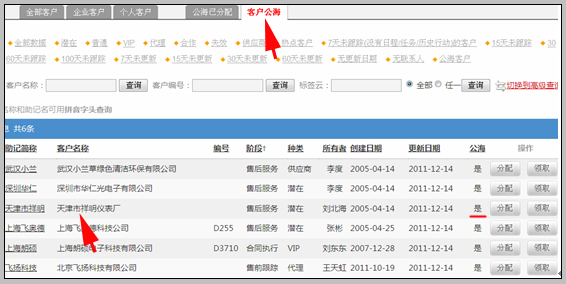 全部客户 企业客户 个人客户 公海已分配 客户公海
全部数据 潜在 普通 VIP 代理 合作 失效 供应商 热点客户 7天未跟踪(没有日程/任务/历史行动的客户 15天未跟踪 30
60天未跟踪 100天未跟踪 7天未更新 15天未更新 30天未更新 60天未更新 无更新日期 无联系人 公海客户
客户名称: 查询 客户编号: 查询 标签云: 全部 任一 查询 切换到高级查询
名称和助记名可用拼音字头查询
共6条
助记简称 客户名称 编号 阶段↑ 种类 所有者 创建日期 更新日期 公海 操作
武汉小兰 武汉小兰草绿色清洁环保有限公司 售后服务 供应商 李度 2005-04-14 2011-12-14 是 分配 领取
深圳华仁 深圳市华仁光电子有限公司 售后服务 潜在 李度 2005-04-14 2011-12-14 是 分配 领取
天津市祥明 天津市祥明仪表厂 售后服务 潜在 刘北海 2005-04-14 2011-12-14 是 分配 领取
上海飞奥德 上海飞奥德科技公司 D255 售后服务 潜在 张彬 2005-04-25 2011-12-14 是 分配 领取
上海朗硕 上海朗硕电子科技有限公司 D3710 合同执行 VIP 刘东东 2007-12-28 2011-12-14 是 分配 领取
飞扬科技 北京飞扬科技有限公司 售前跟踪 代理 王天虹 2011-10-19 2011-12-14 是 分配 领取